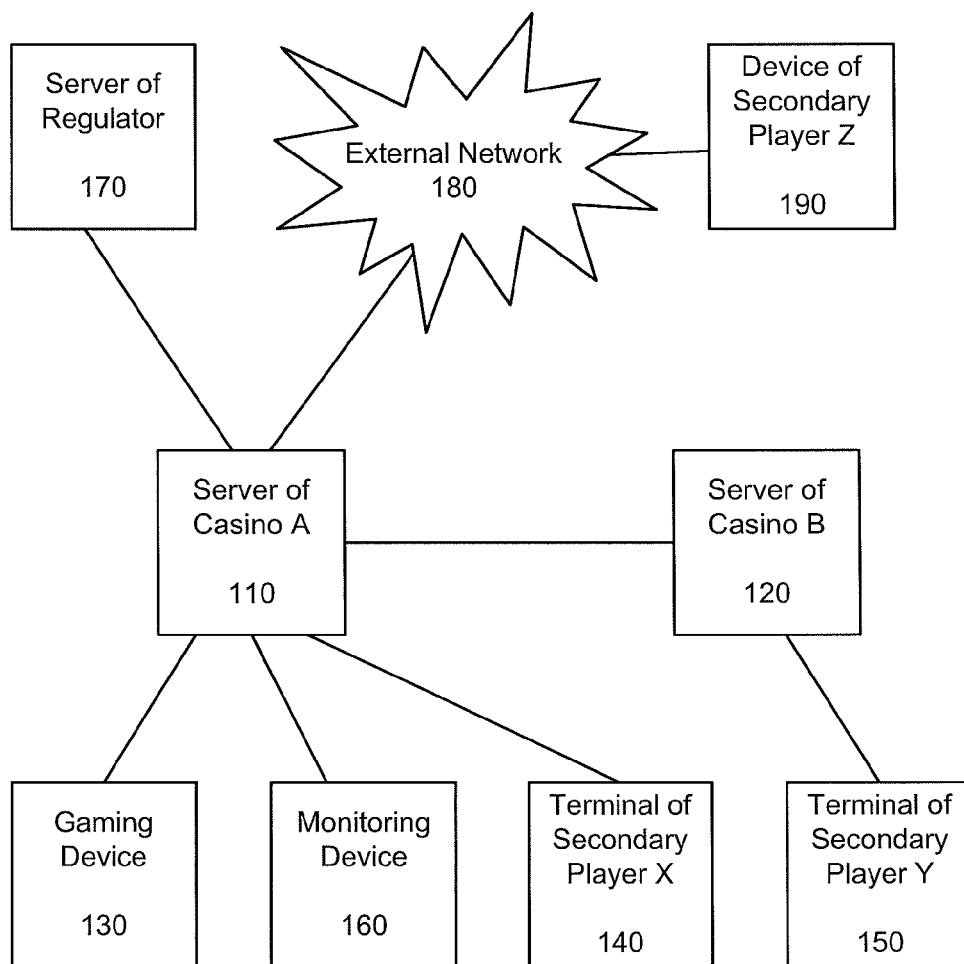 Server of
Regulator
170
External Network
180
Device of
Secondary
Player Z
190
Server of
Casino A
110
Server of
Casino B
120
Gaming
Device
130
Monitoring
Device
160
Terminal of
Secondary
Player X
140
Terminal of
Secondary
Player Y
150